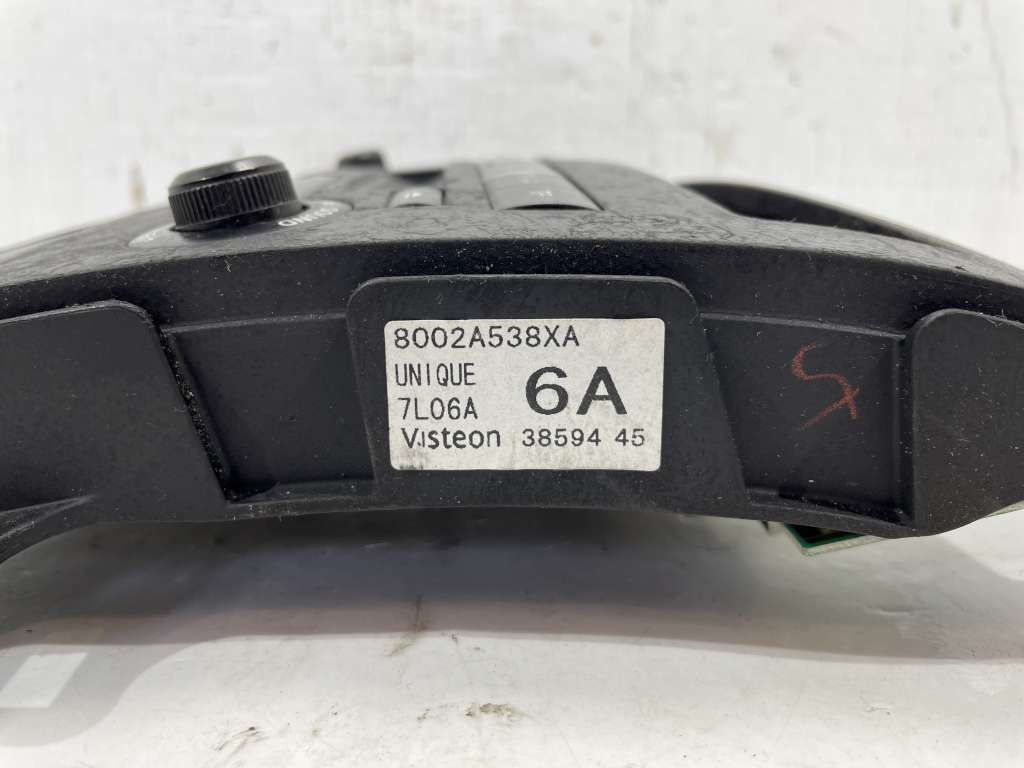 8002A538XA
UNIQUE
6A
7L06A
Visteon 38594 45